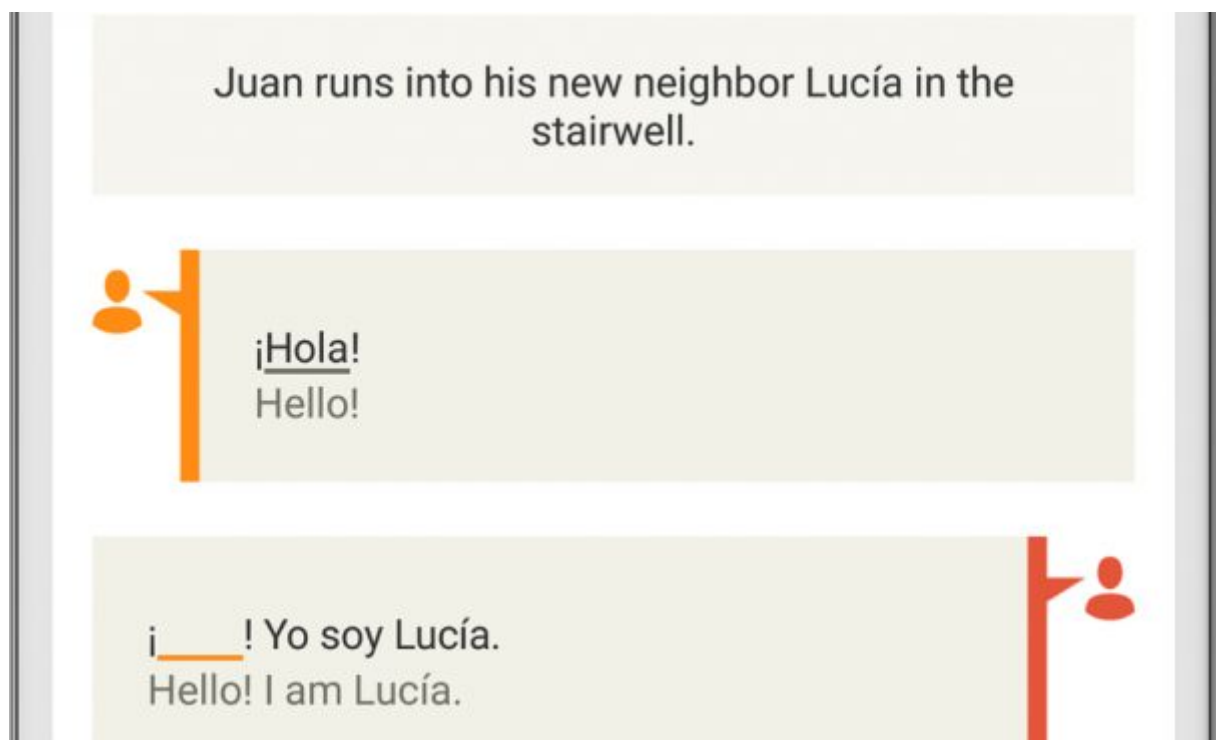 Juan runs into his new neighbor Lucía in the
stairwell.
¡Hola!
Hello!
¡____! Yo soy Lucía.
Hello! I am Lucía.